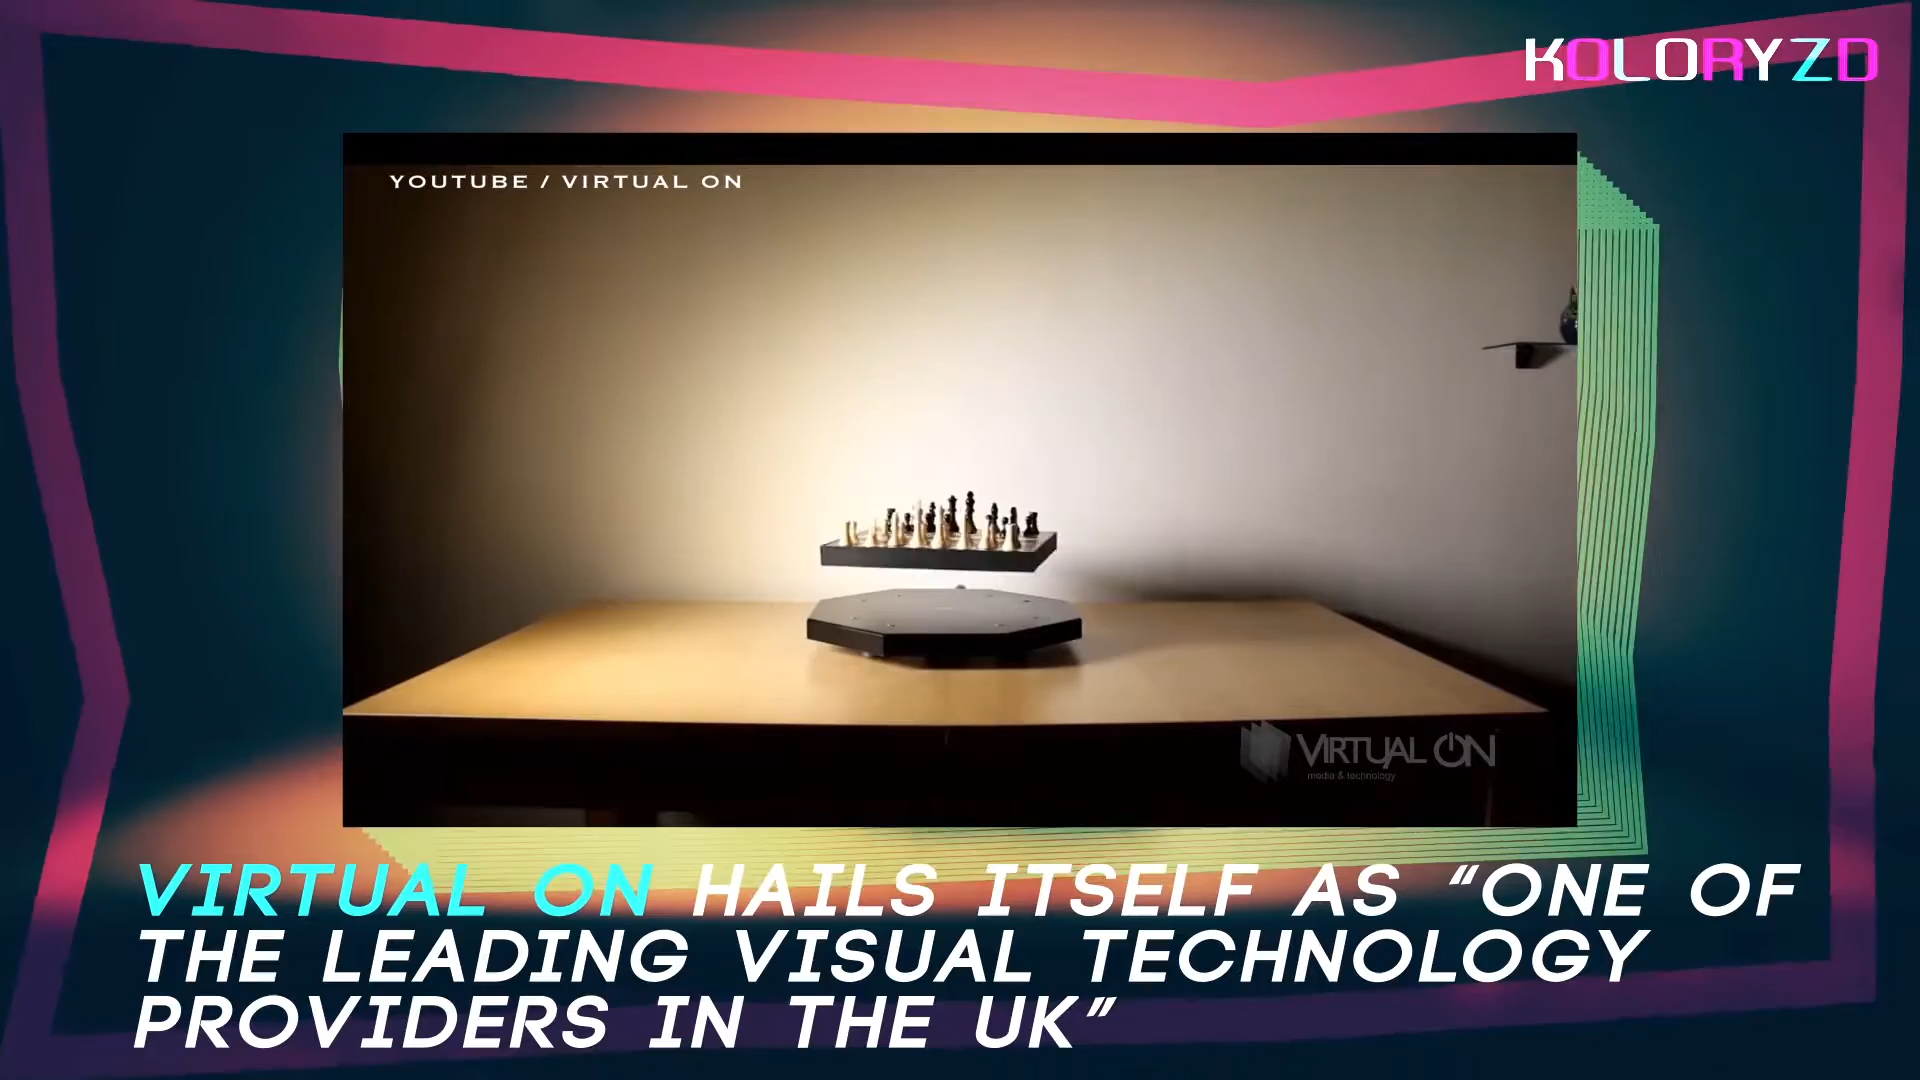 KOLORYZD
YOUTUBE / VIRTUAL ON
VIRTUAL ON
media & technology
VIRTUAL ON HAILS ITSELF AS “ONE OF
THE LEADING VISUAL TECHNOLOGY
PROVIDERS IN THE UK”